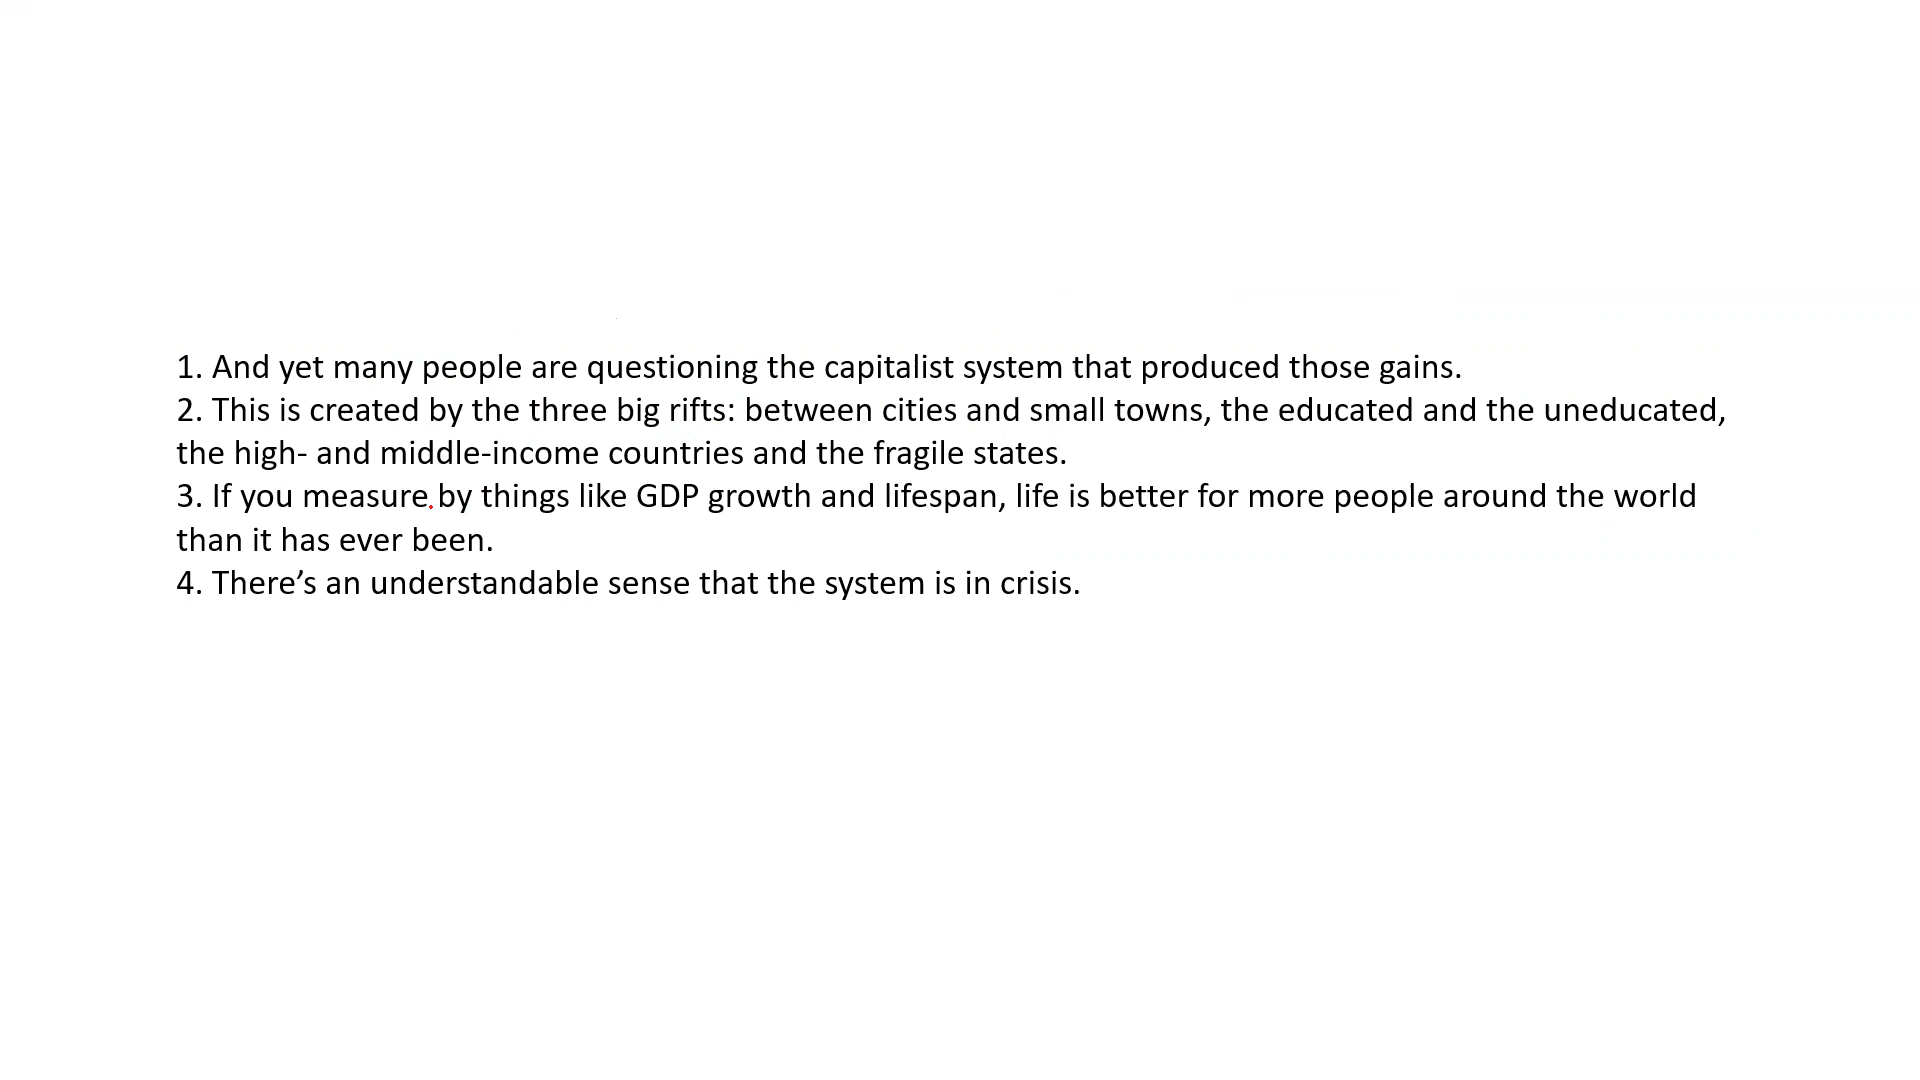 1. And yet many people are questioning the capitalist system that produced those gains.
2. This is created by the three big rifts: between cities and small towns, the educated and the uneducated,
the high- and middle-income countries and the fragile states.
3. If you measure by things like GDP growth and lifespan, life is better for more people around the world
than it has ever been.
4. There’s an understandable sense that the system is in crisis.